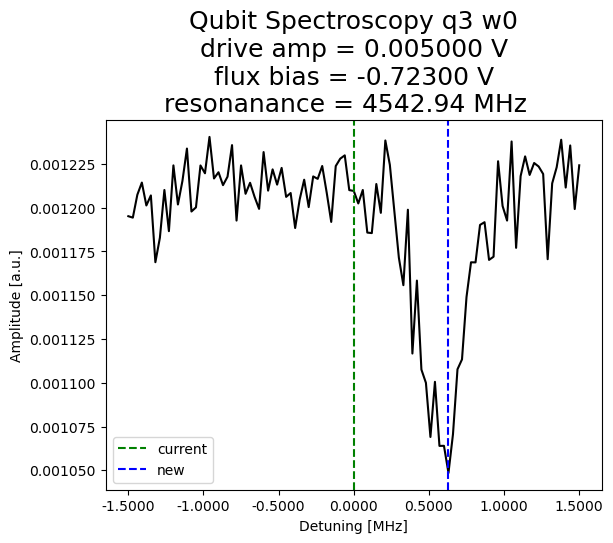 Qubit Spectroscopy q3 w0
drive amp = 0.005000 V
flux bias = -0.72300 V
resonanance = 4542.94 MHz
0.001225
0.001200
0.001175
0.001150
0.001125
0.001100
0.001075
0.001050
Amplitude [a.u.]
current
new
-1.5000 -1.0000 -0.5000 0.0000 0.5000 1.0000 1.5000
Detuning [MHz]